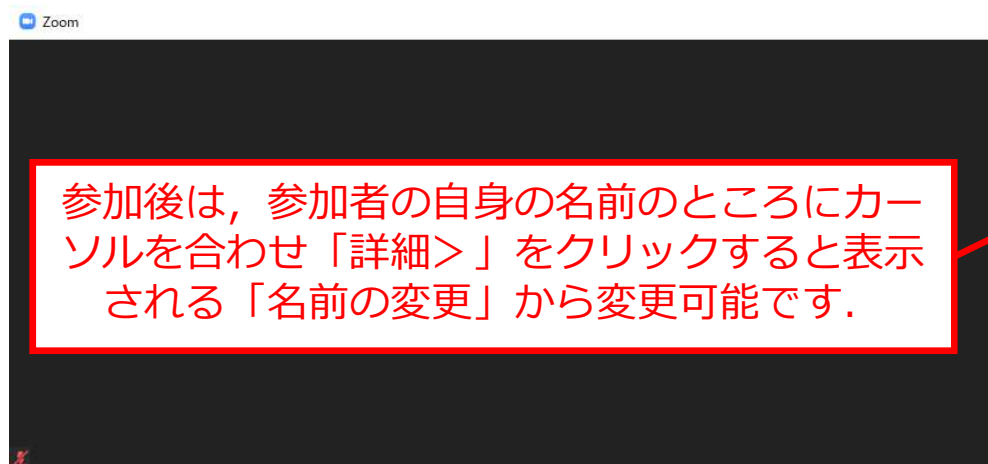 Zoom
参加後は，参加者の自身の名前のところにカー
ソルを合わせ「詳細＞」をクリックすると表示
される「名前の変更」から変更可能です．